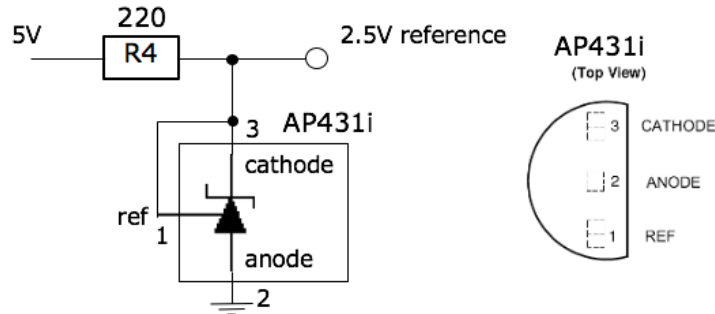 220
5V
R4
2.5V reference
3
AP431i
cathode
ref
1
anode
2
AP431i
(Top View)
3 CATHODE
2 ANODE
1 REF